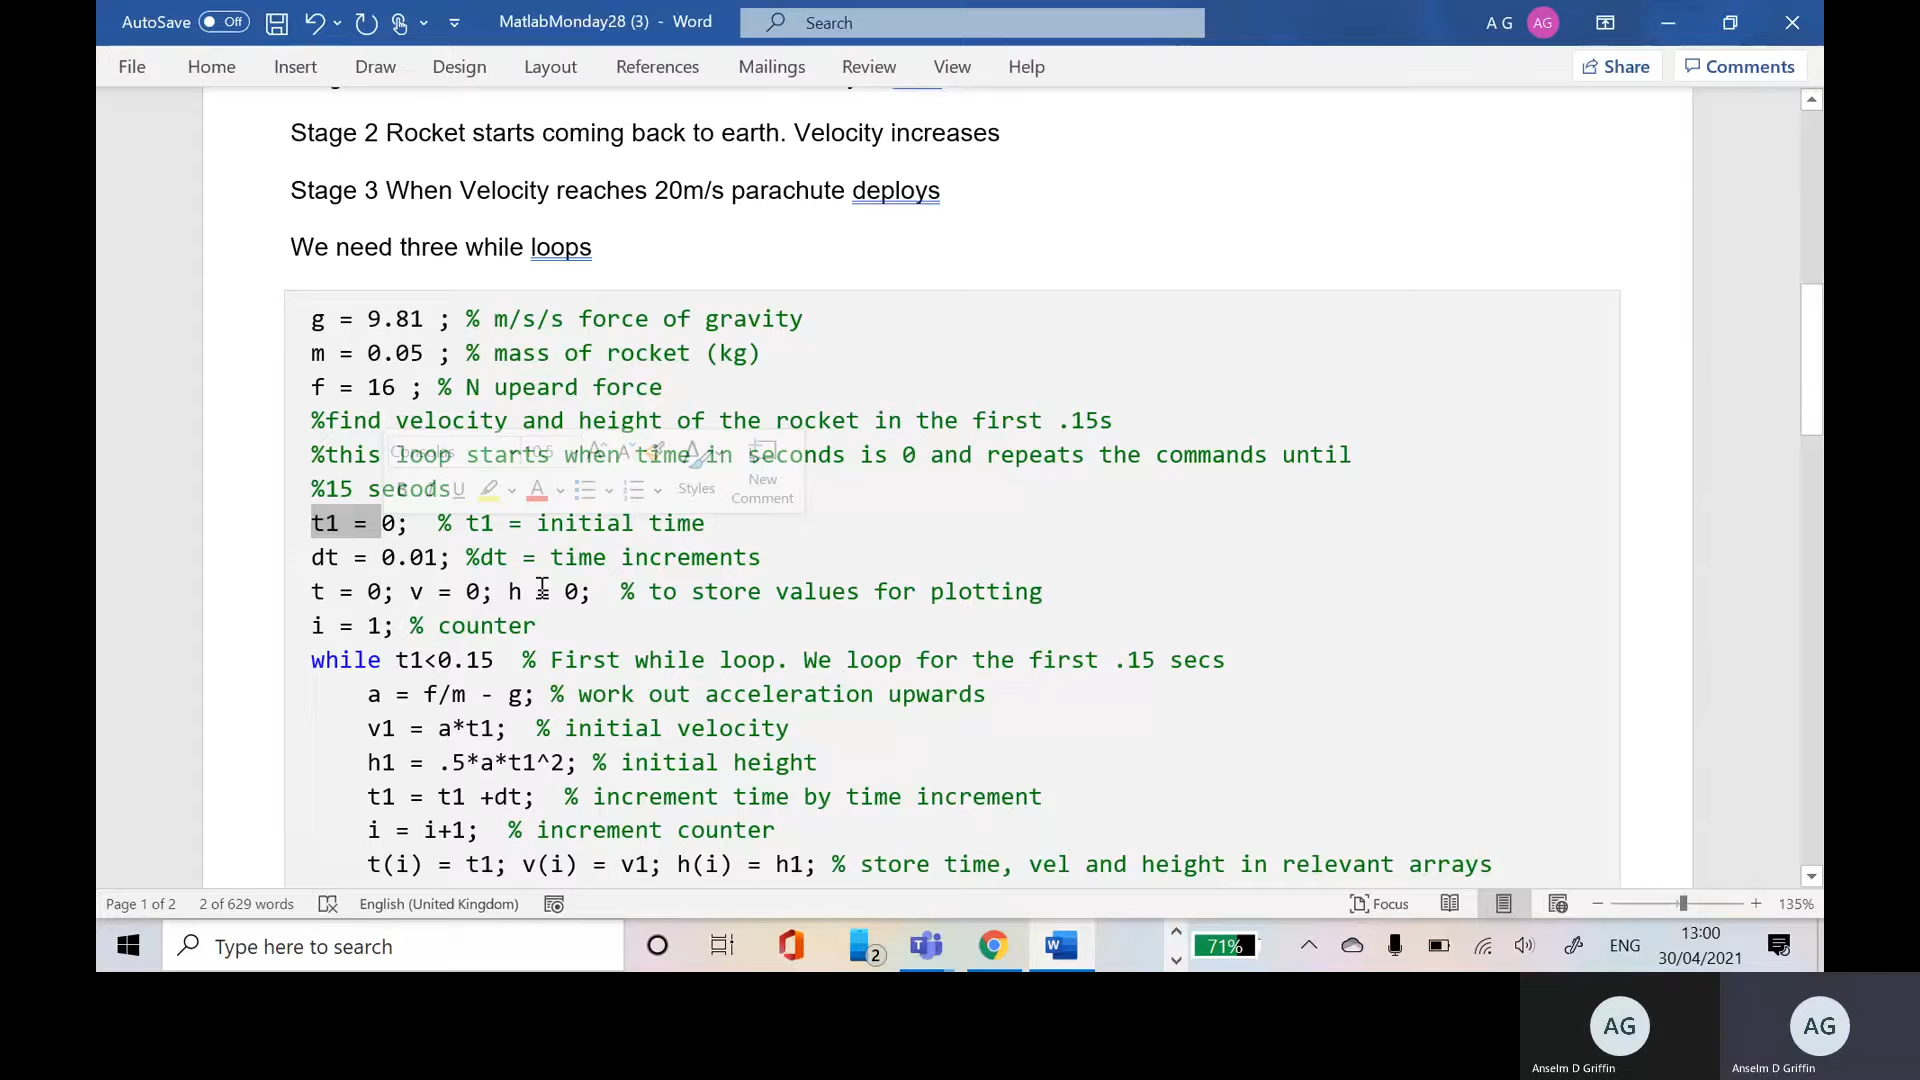 AutoSave Off MatlabMonday28 (3) - Word Search A G AG
File Home Insert Draw Design Layout References Mailings Review View Help Share Comments
Stage 2 Rocket starts coming back to earth. Velocity increases
Stage 3 When Velocity reaches 20m/s parachute deploys
We need three while loops
g = 9.81 ; % m/s/s force of gravity
m = 0.05 ; % mass of rocket (kg)
f = 16 ; % N upeard force
%find velocity and height of the rocket in the first .15s
%this loop starts when time in seconds is 0 and repeats the commands until
%15 secods
Styles
New
Comment
t1 = 0; % t1 = initial time
dt = 0.01; %dt = time increments
t = 0; v = 0; h = 0; % to store values for plotting
i = 1; % counter
while t1<0.15 % First while loop. We loop for the first .15 secs
a = f/m - g; % work out acceleration upwards
v1 = a*t1; % initial velocity
h1 = .5*a*t1^2; % initial height
t1 = t1 +dt; % increment time by time increment
i = i+1; % increment counter
t(i) = t1; v(i) = v1; h(i) = h1; % store time, vel and height in relevant arrays
Page 1 of 2 2 of 629 words English (United Kingdom) Focus 135%
Type here to search 2 71% ENG 13:00
30/04/2021
AG AG
Anselm D Griffin Anselm D Griffin